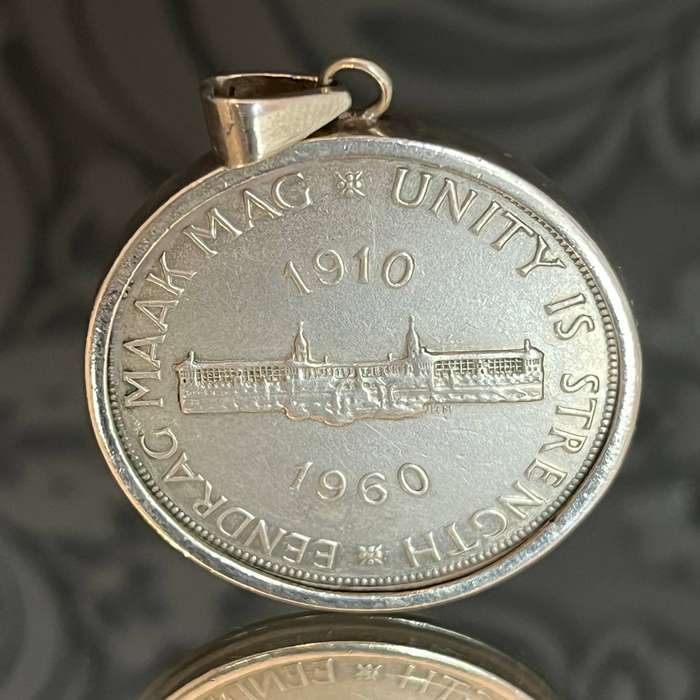 EENDRAG MAAK MAG
UNITY IS STRENGTH
1910
1960